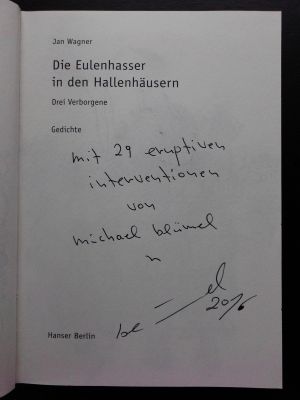 Jan Wagner
Die Eulenhasser
in den Hallenhäusern
Drei Verborgene
Gedichte
mit 29 eruptiven
interventionen
von
michael blümel
2016
Hanser Berlin